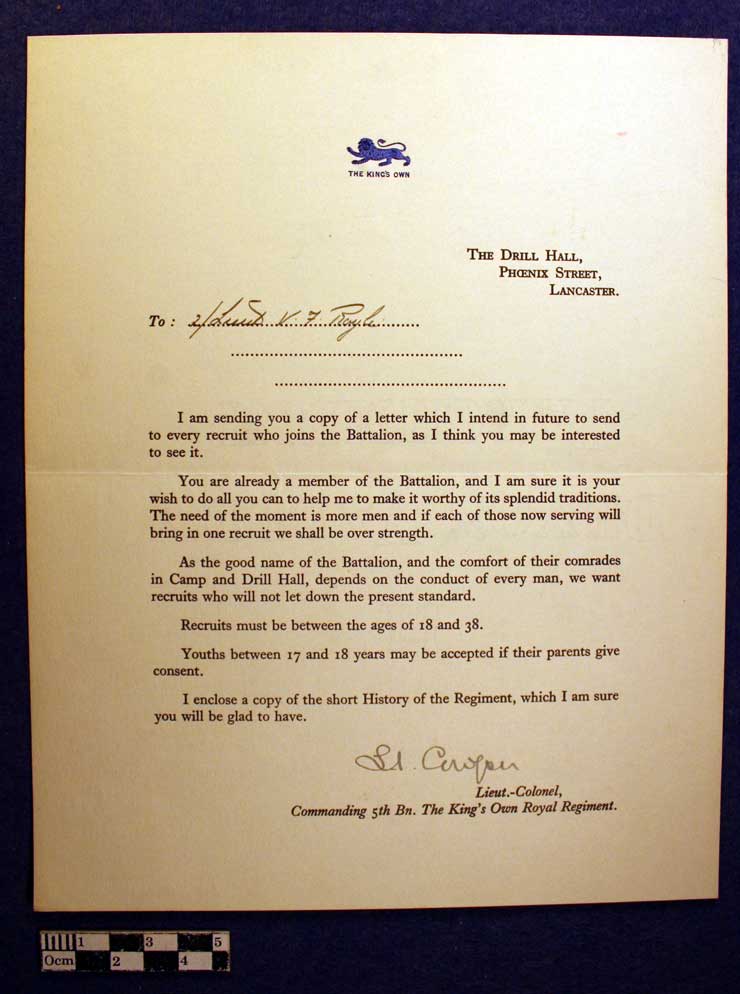 THE KING'S OWN
THE DRILL HALL,
PHŒNIX STREET,
LANCASTER.
To: 2/Lieut V. F. Royle
I am sending you a copy of a letter which I intend in future to send
to every recruit who joins the Battalion, as I think you may be interested
to see it.
You are already a member of the Battalion, and I am sure it is your
wish to do all you can to help me to make it worthy of its splendid traditions.
The need of the moment is more men and if each of those now serving will
bring in one recruit we shall be over strength.
As the good name of the Battalion, and the comfort of their comrades
in Camp and Drill Hall, depends on the conduct of every man, we want
recruits who will not let down the present standard.
Recruits must be between the ages of 18 and 38.
Youths between 17 and 18 years may be accepted if their parents give
consent.
I enclose a copy of the short History of the Regiment, which I am sure
you will be glad to have.
Lieut.-Colonel,
Commanding 5th Bn. The King's Own Royal Regiment.
1 3 5
0cm 2 4